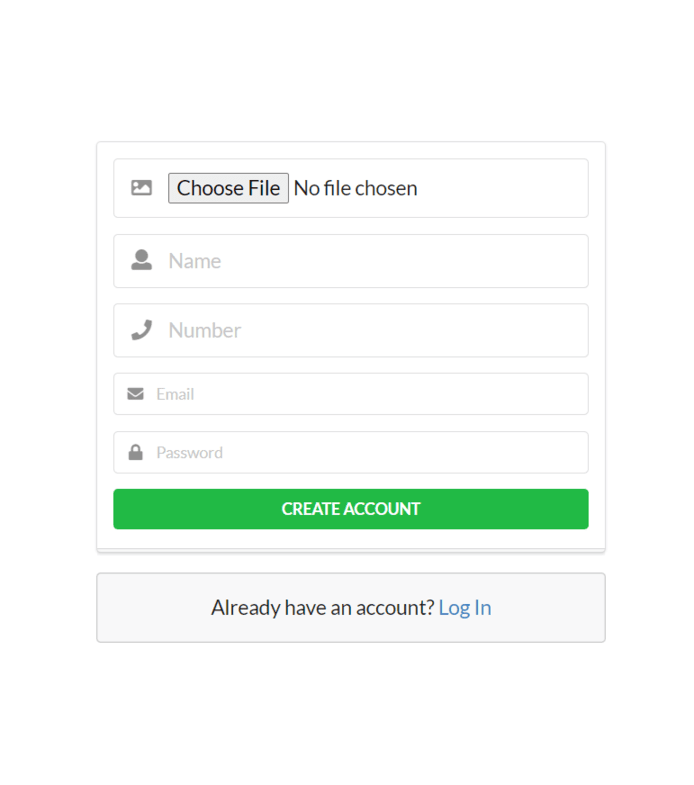 Choose File No file chosen
Name
Number
Email
Password
CREATE ACCOUNT
Already have an account? Log In